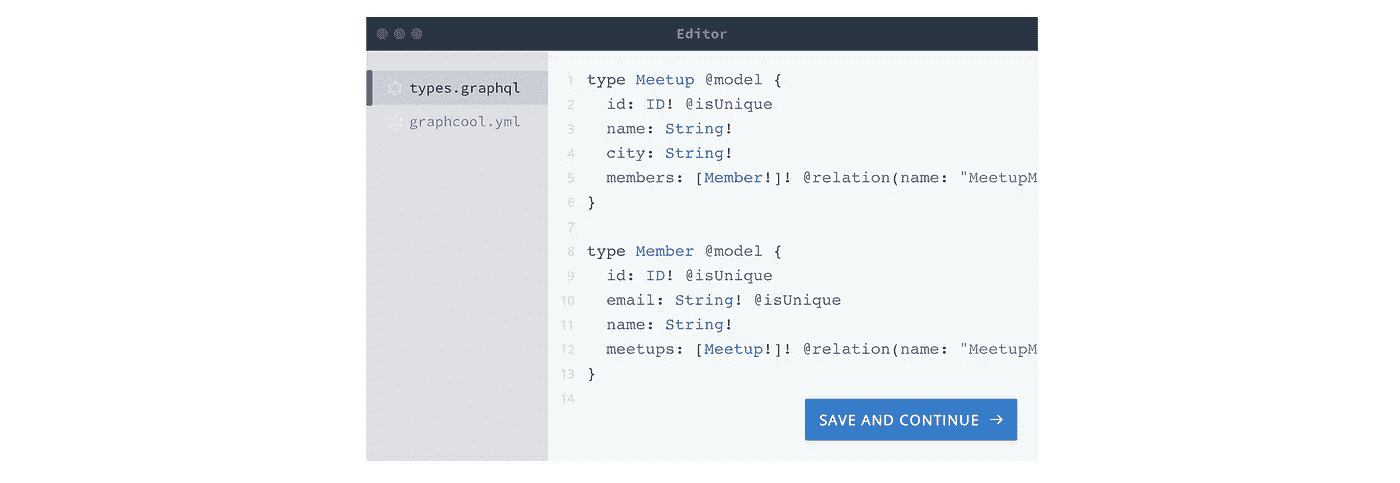 Editor
types.graphql
graphcool.yml
1 type Meetup @model {
2 id: ID! @isUnique
3 name: String!
4 city: String!
5 members: [Member!]! @relation(name: "MeetupM
6 }
7
8 type Member @model {
9 id: ID! @isUnique
10 email: String! @isUnique
11 name: String!
12 meetups: [Meetup!]! @relation(name: "MeetupM
13 }
14
SAVE AND CONTINUE →